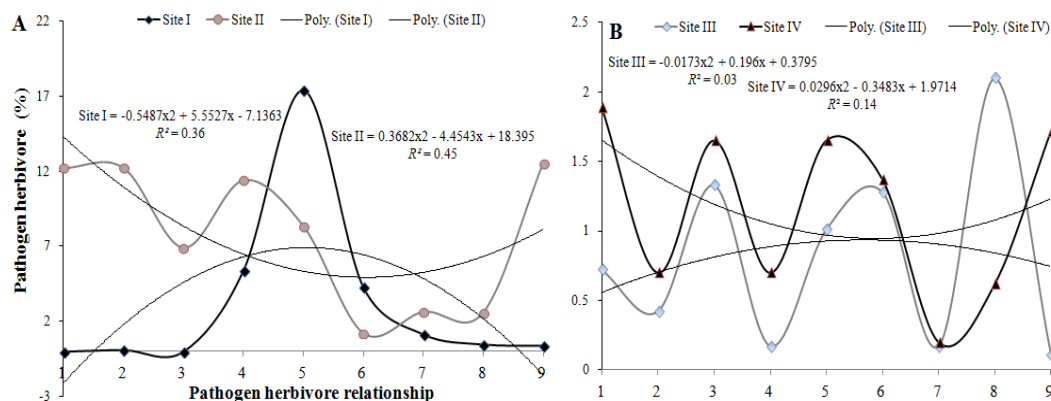 A
Site I Site II Poly. (Site I) Poly. (Site II)
Pathogen herbivore (%)
22
17
12
7
2
-3
Site I = -0.5487x2 + 5.5527x - 7.1363
R² = 0.36
Site II = 0.3682x2 - 4.4543x + 18.395
R² = 0.45
1 2 3 4 5 6 7 8 9
Pathogen herbivore relationship
B
Site III Site IV Poly. (Site III) Poly. (Site IV)
2.5
2
1.5
1
0.5
0
Site III = -0.0173x2 + 0.196x + 0.3795
R² = 0.03
Site IV = 0.0296x2 - 0.3483x + 1.9714
R² = 0.14
1 2 3 4 5 6 7 8 9